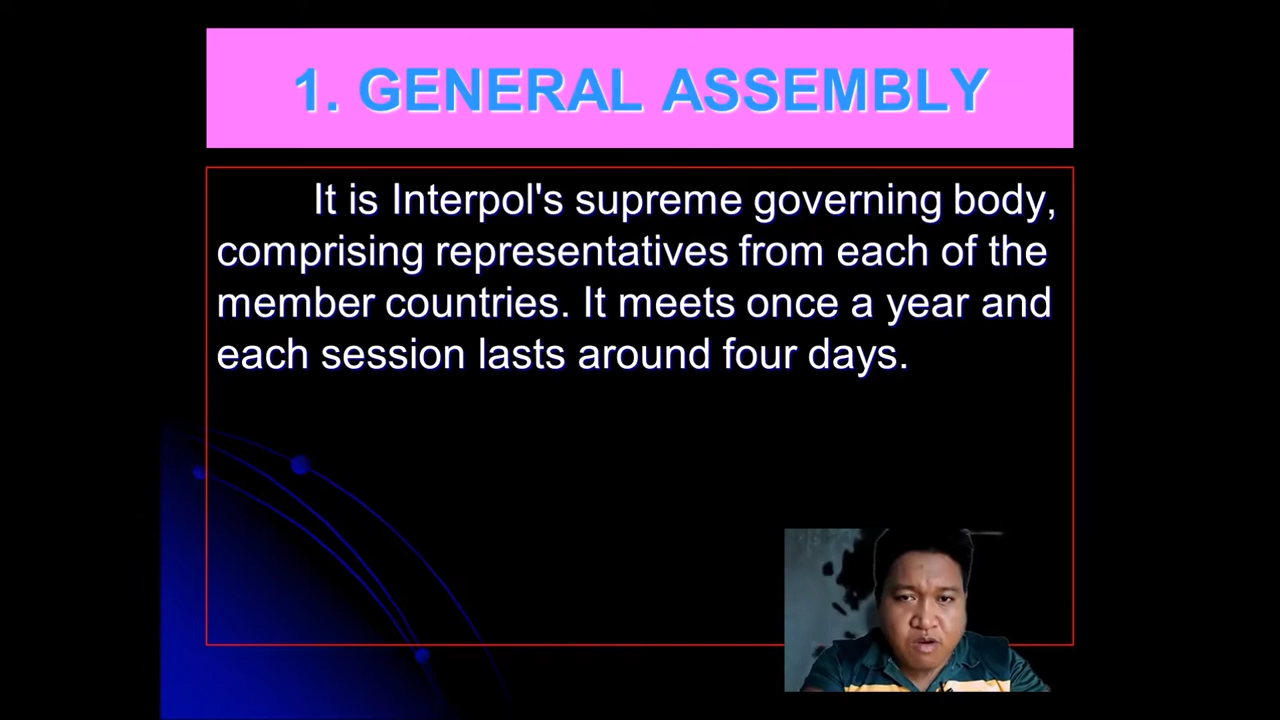 1. GENERAL ASSEMBLY
It is Interpol's supreme governing body,
comprising representatives from each of the
member countries. It meets once a year and
each session lasts around four days.